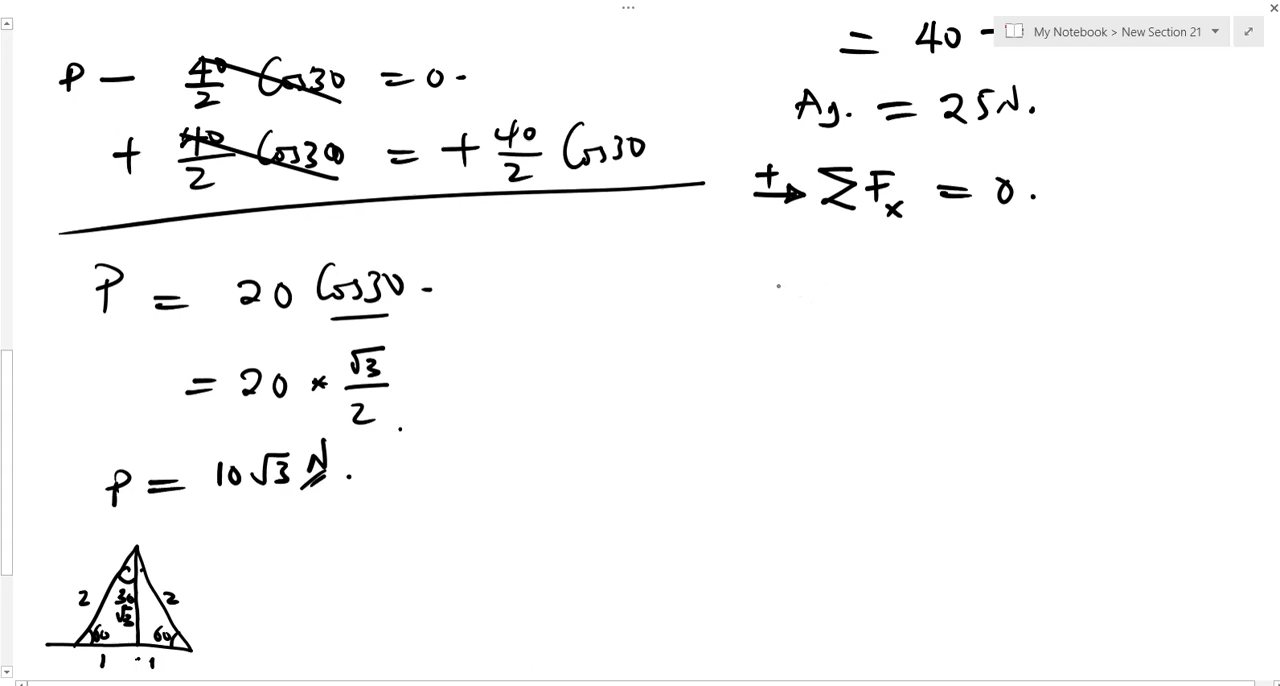 P - 40/2 Cos30 = 0.
+ 40/2 Cos30 = + 40/2 Cos30
P = 20 Cos30.
= 20 * √3/2.
P = 10√3 N.
2 30 2
√3
60 60
1 1
= 40 -
Ay. = 25N.
+→ ΣFx = 0.
My Notebook > New Section 21